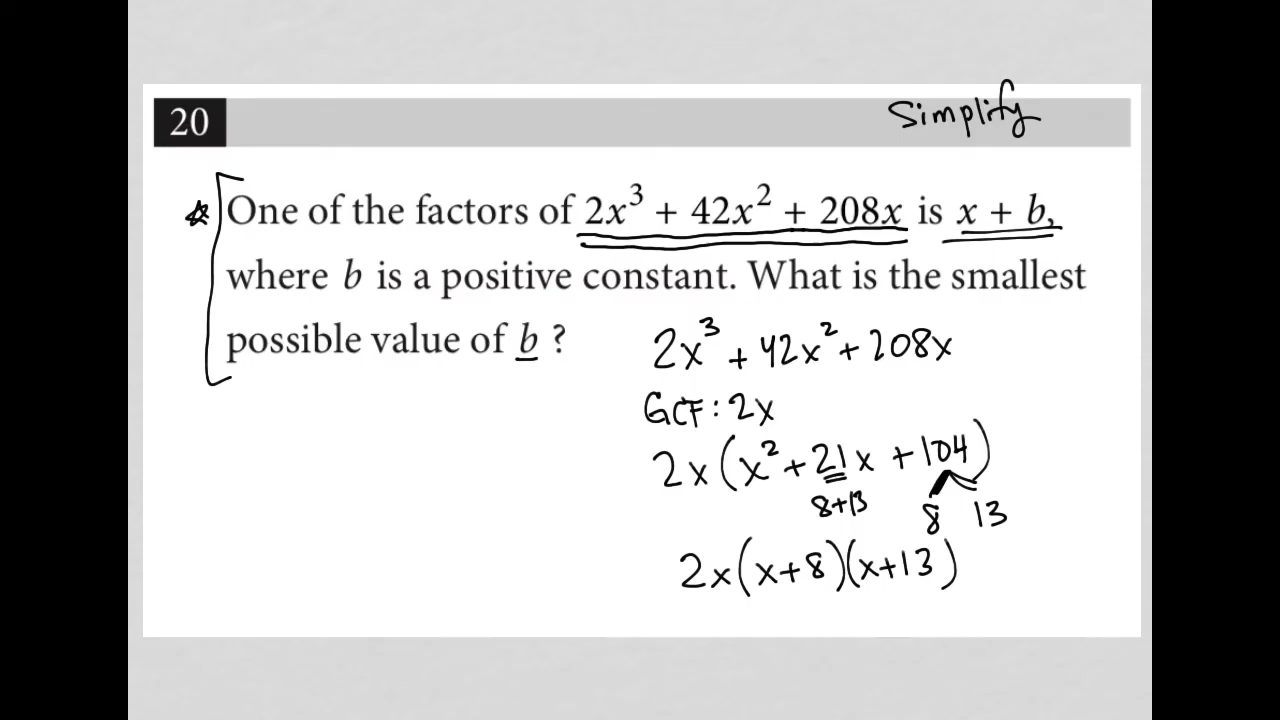 20
Simplify
One of the factors of 2x³ + 42x² + 208x is x + b,
where b is a positive constant. What is the smallest
possible value of b ?
2x³ + 42x² + 208x
GCF : 2x
2x(x² + 21x + 104)
8+13 8 13
2x(x+8)(x+13)